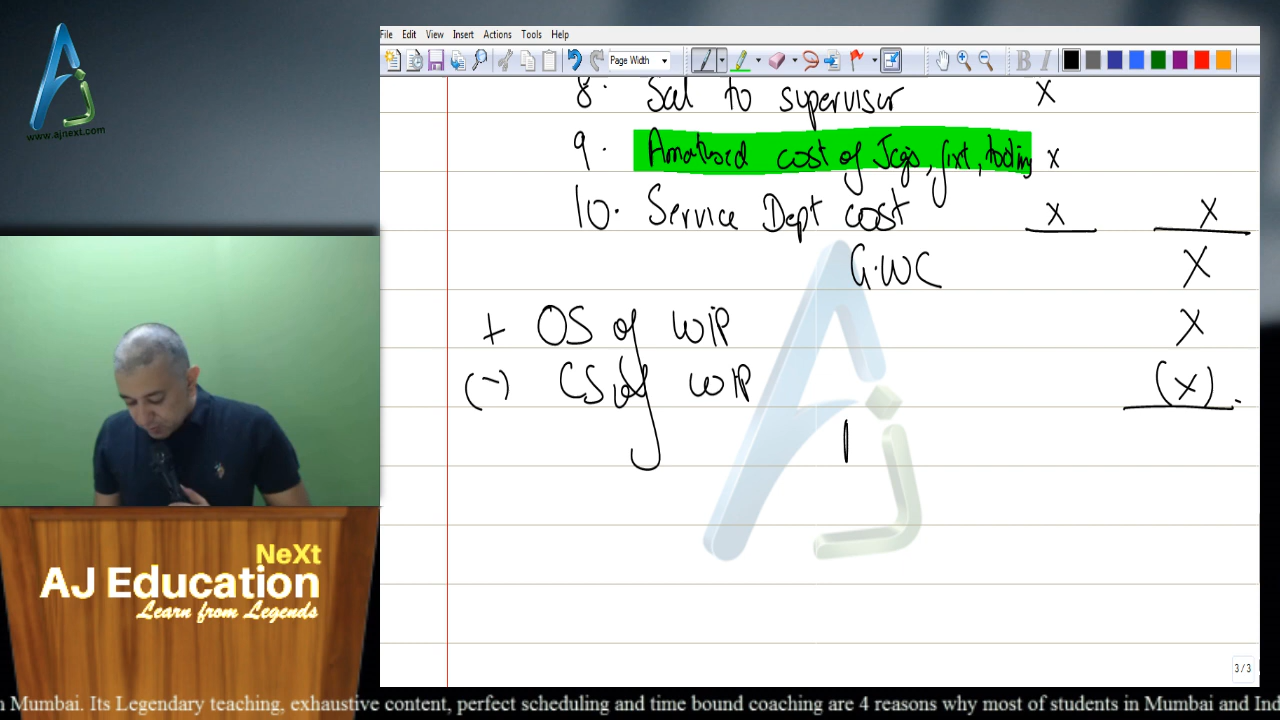 File Edit View Insert Actions Tools Help
Page Width
8. Sal to supervisor X
9. Amortised cost of Jigs, fixt, tooling x
10. Service Dept cost X X
G.WC X
+ OS of WIP X
(-) CS of WIP (X)
3/3
www.ajnext.com
NeXt
AJ Education
Learn from Legends
n Mumbai. Its Legendary teaching, exhaustive content, perfect scheduling and time bound coaching are 4 reasons why most of students in Mumbai and Ind